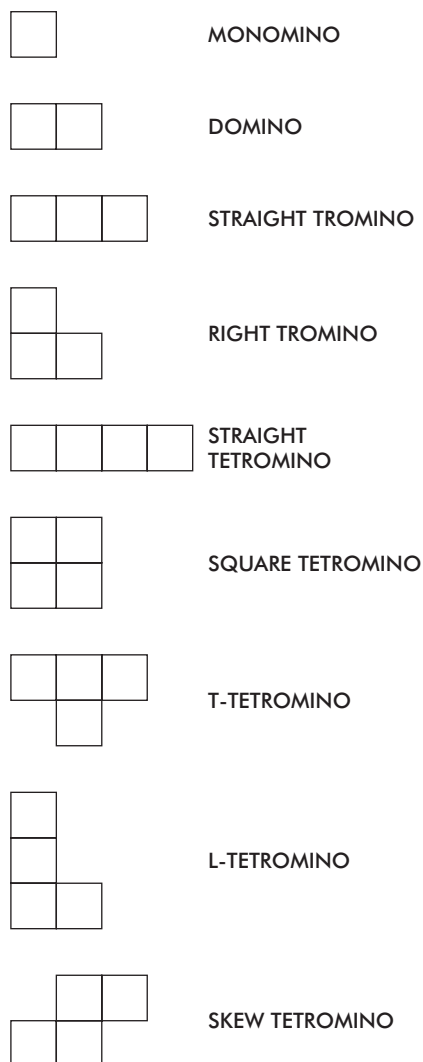 MONOMINO
DOMINO
STRAIGHT TROMINO
RIGHT TROMINO
STRAIGHT
TETROMINO
SQUARE TETROMINO
T-TETROMINO
L-TETROMINO
SKEW TETROMINO